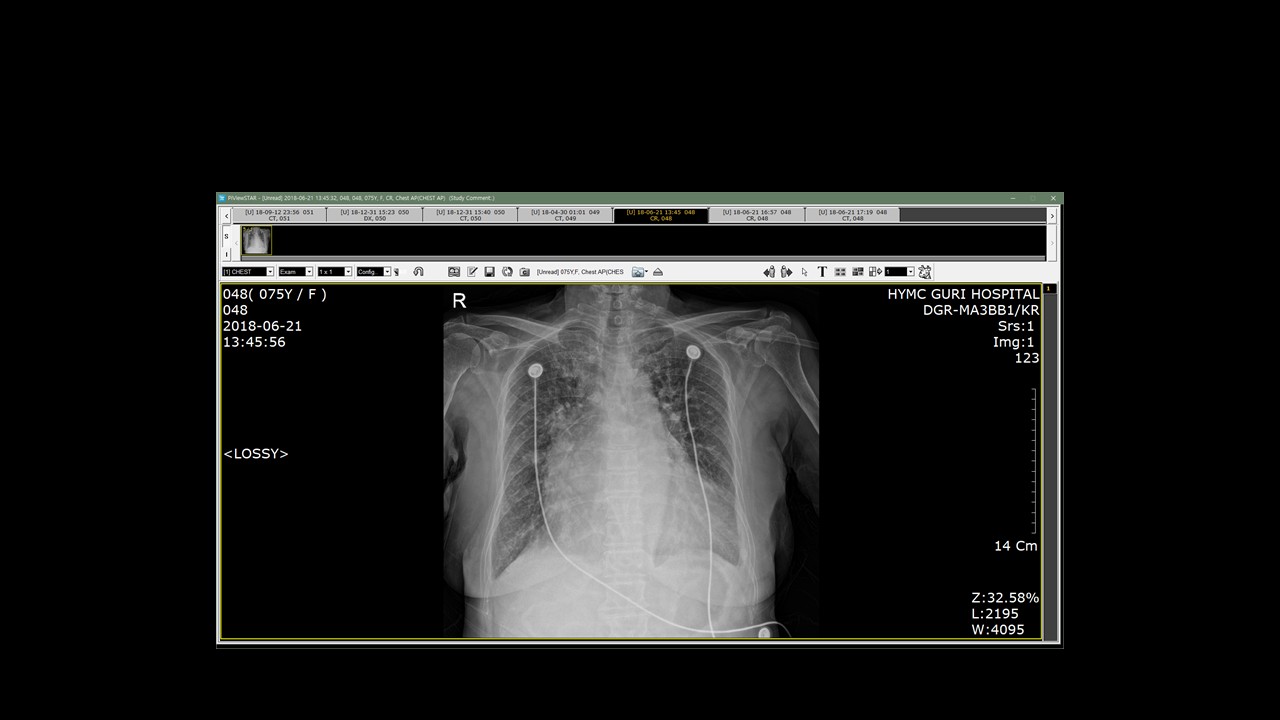 PiViewSTAR - [Unread] 2018-06-21 13:45:32, 048, 048, 075Y, F, CR, Chest AP(CHEST AP) (Study Comment:)
[U] 18-09-12 23:56 051
CT, 051
[U] 18-12-31 15:23 050
DX, 050
[U] 18-12-31 15:40 050
CT, 050
[U] 18-04-30 01:01 049
CT, 049
[U] 18-06-21 13:45 048
CR, 048
[U] 18-06-21 16:57 048
CR, 048
[U] 18-06-21 17:19 048
CT, 048
S
I
[1] CHEST
Exam
1 x 1
Config.
[Unread] 075Y,F, Chest AP(CHES
T
1
048( 075Y / F )
048
2018-06-21
13:45:56
<LOSSY>
R
HYMC GURI HOSPITAL
DGR-MA3BB1/KR
Srs:1
Img:1
123
14 Cm
Z:32.58%
L:2195
W:4095
1